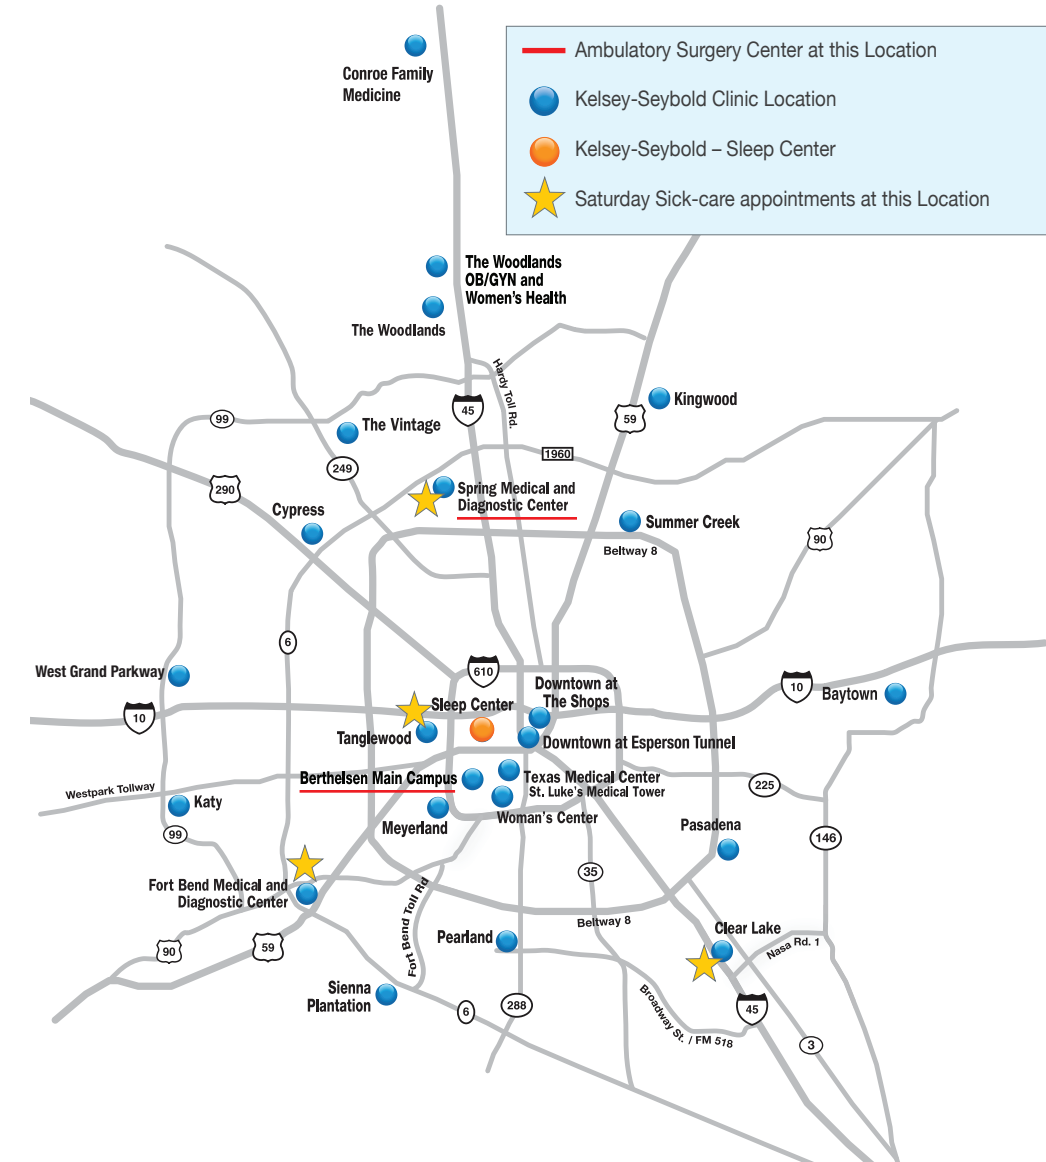 Ambulatory Surgery Center at this Location
Kelsey-Seybold Clinic Location
Kelsey-Seybold – Sleep Center
Saturday Sick-care appointments at this Location
Conroe Family
Medicine
The Woodlands
OB/GYN and
Women's Health
The Woodlands
Hardy Toll Rd.
Kingwood
45
59
99
The Vintage
1960
249
290
Spring Medical and
Diagnostic Center
Cypress
Summer Creek
90
Beltway 8
6
West Grand Parkway
610
10
Downtown at
The Shops
10
Baytown
Sleep Center
Tanglewood
Downtown at Esperson Tunnel
Berthelsen Main Campus
Texas Medical Center
St. Luke's Medical Tower
225
Westpark Tollway
Katy
Woman's Center
Meyerland
Pasadena
99
146
35
Fort Bend Medical and
Diagnostic Center
Fort Bend Toll Rd
Beltway 8
Clear Lake
Nasa Rd. 1
Pearland
90
59
Sienna
Plantation
6
288
Broadway St. / FM 518
45
3